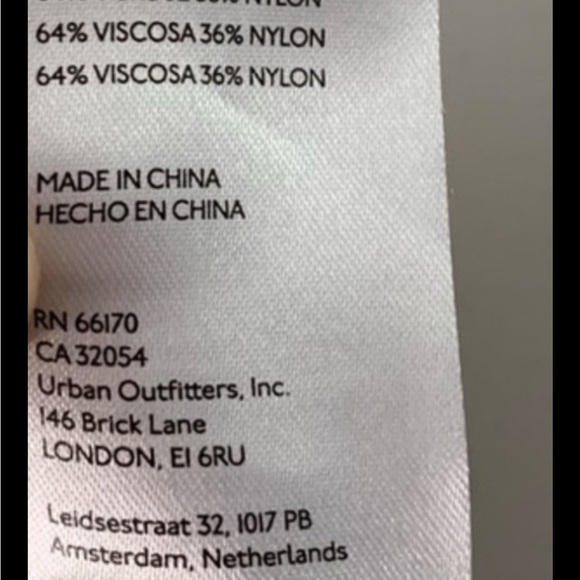 64% VISCOSA 36% NYLON
64% VISCOSA 36% NYLON
MADE IN CHINA
HECHO EN CHINA
RN 66170
CA 32054
Urban Outfitters, Inc.
146 Brick Lane
LONDON, E1 6RU
Leidsestraat 32, 1017 PB
Amsterdam, Netherlands